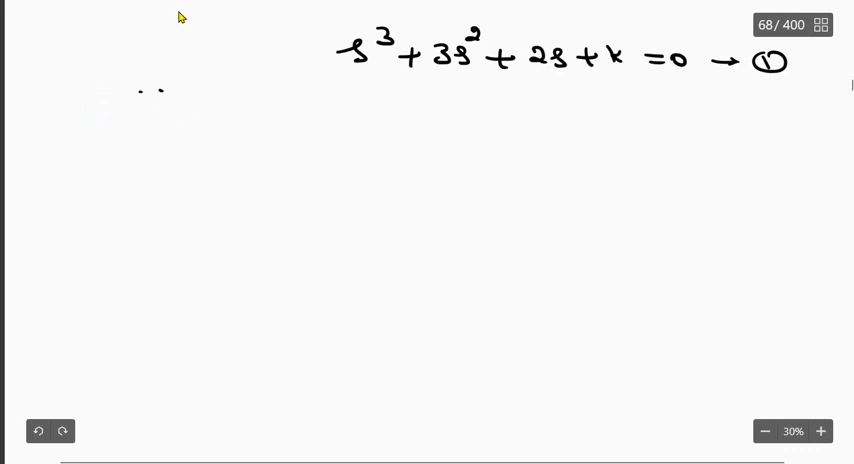 68 / 400
s³ + 3s² + 2s + k = 0 → ①
30%